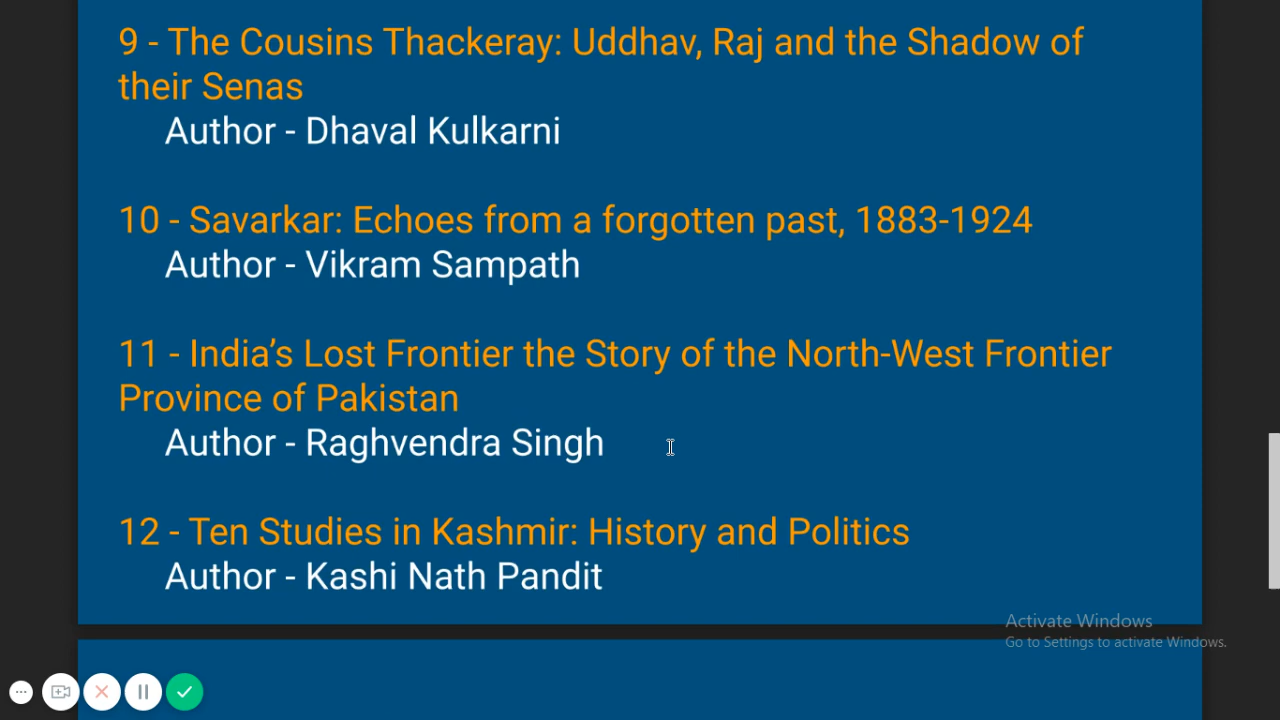 9 - The Cousins Thackeray: Uddhav, Raj and the Shadow of
their Senas
Author - Dhaval Kulkarni
10 - Savarkar: Echoes from a forgotten past, 1883-1924
Author - Vikram Sampath
11 - India’s Lost Frontier the Story of the North-West Frontier
Province of Pakistan
Author - Raghvendra Singh
12 - Ten Studies in Kashmir: History and Politics
Author - Kashi Nath Pandit
Activate Windows
Go to Settings to activate Windows.